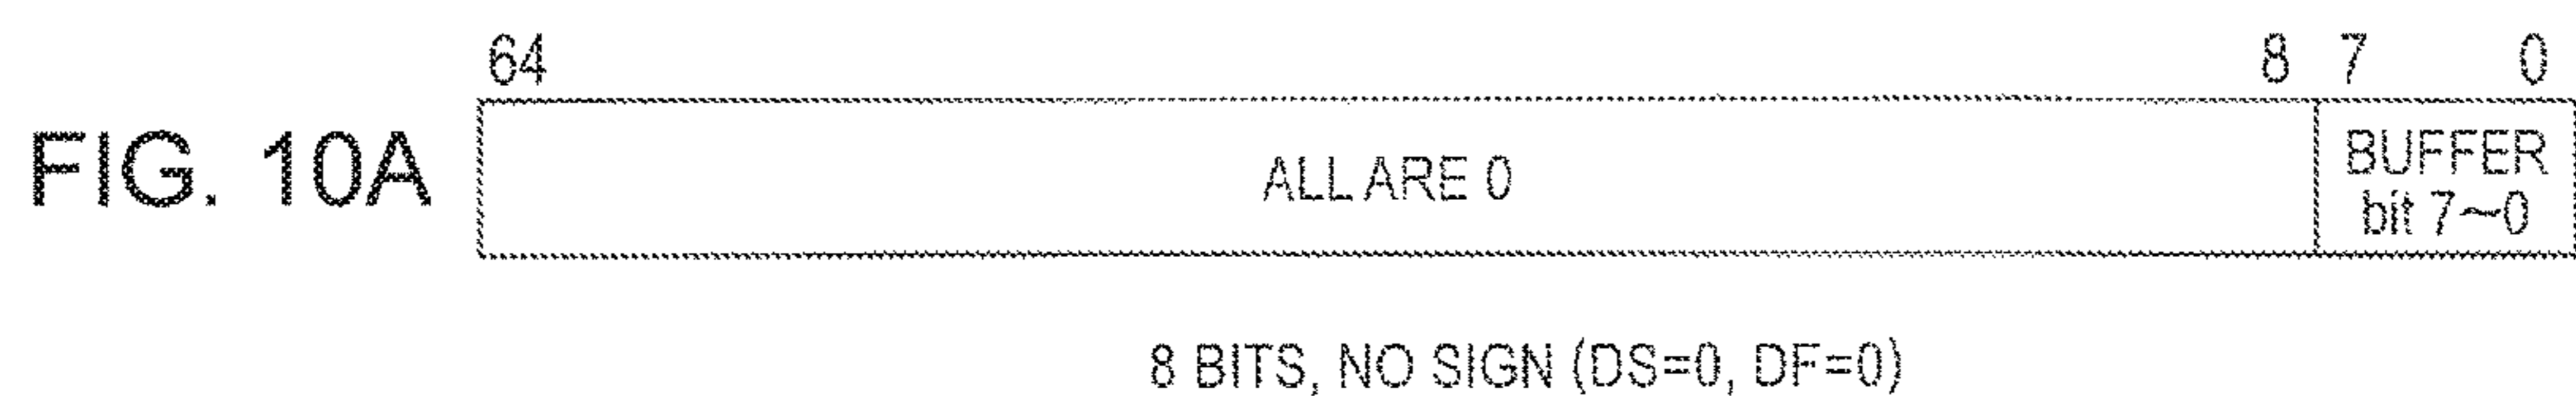 64 8 7 0
FIG. 10A
ALL ARE 0
BUFFER
bit 7~0
8 BITS, NO SIGN (DS=0, DF=0)